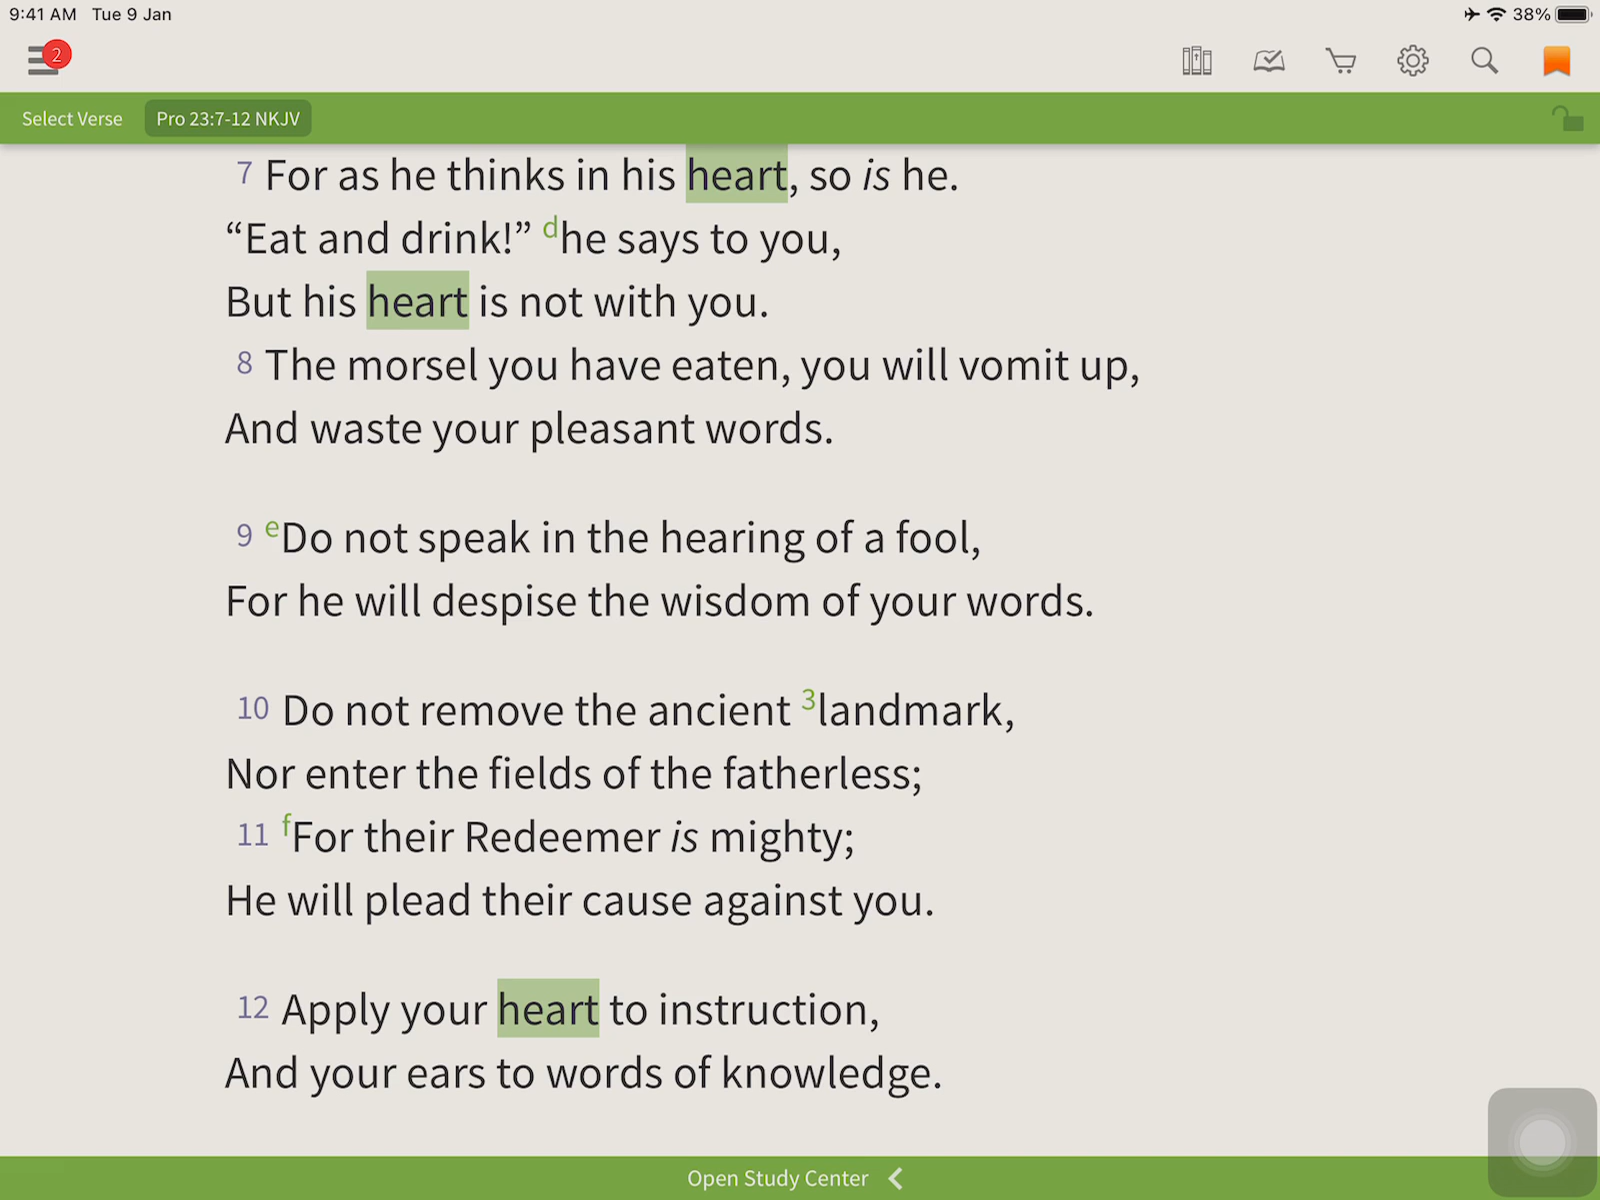 9:41 AM Tue 9 Jan
38%
2
Select Verse Pro 23:7-12 NKJV
7 For as he thinks in his heart, so is he.
“Eat and drink!” dhe says to you,
But his heart is not with you.
8 The morsel you have eaten, you will vomit up,
And waste your pleasant words.
9 eDo not speak in the hearing of a fool,
For he will despise the wisdom of your words.
10 Do not remove the ancient 3landmark,
Nor enter the fields of the fatherless;
11 fFor their Redeemer is mighty;
He will plead their cause against you.
12 Apply your heart to instruction,
And your ears to words of knowledge.
Open Study Center